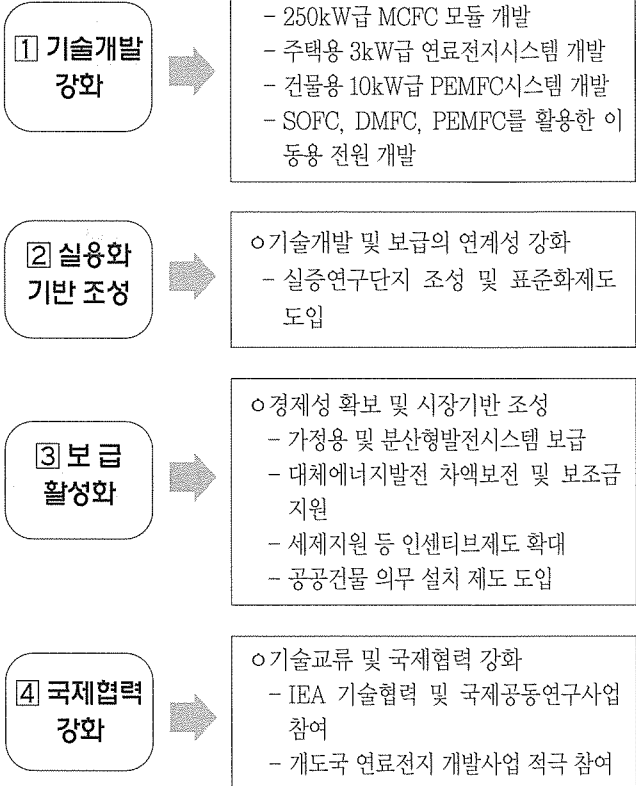 1 기술개발
강화
- 250kW급 MCFC 모듈 개발
- 주택용 3kW급 연료전지시스템 개발
- 건물용 10kW급 PEMFC시스템 개발
- SOFC, DMFC, PEMFC를 활용한 이
동용 전원 개발
2 실용화
기반 조성
o 기술개발 및 보급의 연계성 강화
- 실증연구단지 조성 및 표준화제도
도입
3 보 급
활성화
o 경제성 확보 및 시장기반 조성
- 가정용 및 분산형발전시스템 보급
- 대체에너지발전 차액보전 및 보조금
지원
- 세제지원 등 인센티브제도 확대
- 공공건물 의무 설치 제도 도입
4 국제협력
강화
o 기술교류 및 국제협력 강화
- IEA 기술협력 및 국제공동연구사업
참여
- 개도국 연료전지 개발사업 적극 참여